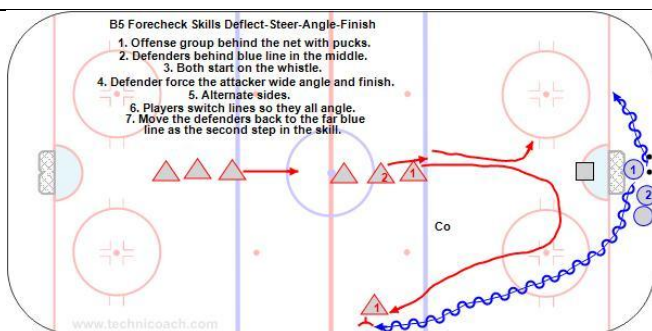 B5 Forecheck Skills Deflect-Steer-Angle-Finish
1. Offense group behind the net with pucks.
2. Defenders behind blue line in the middle.
3. Both start on the whistle.
4. Defender force the attacker wide angle and finish.
5. Alternate sides.
6. Players switch lines so they all angle.
7. Move the defenders back to the far blue
line as the second step in the skill.
2
1
1
2
Co
1
www.technicoach.com